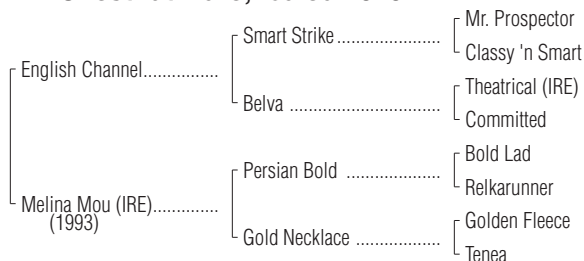 Mr. Prospector
Smart Strike ......................
Classy 'n Smart
English Channel...............
Theatrical (IRE)
Belva ................................
Committed
Bold Lad
Persian Bold ....................
Relkarunner
Melina Mou (IRE).............
(1993)
Golden Fleece
Gold Necklace ..................
Tenea